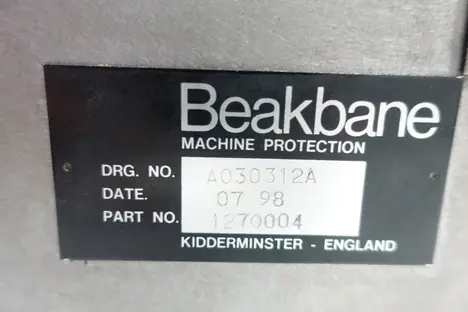 Beakbane
MACHINE PROTECTION
DRG. NO. A030312A
DATE. 07 98
PART NO. 1270004
KIDDERMINSTER - ENGLAND